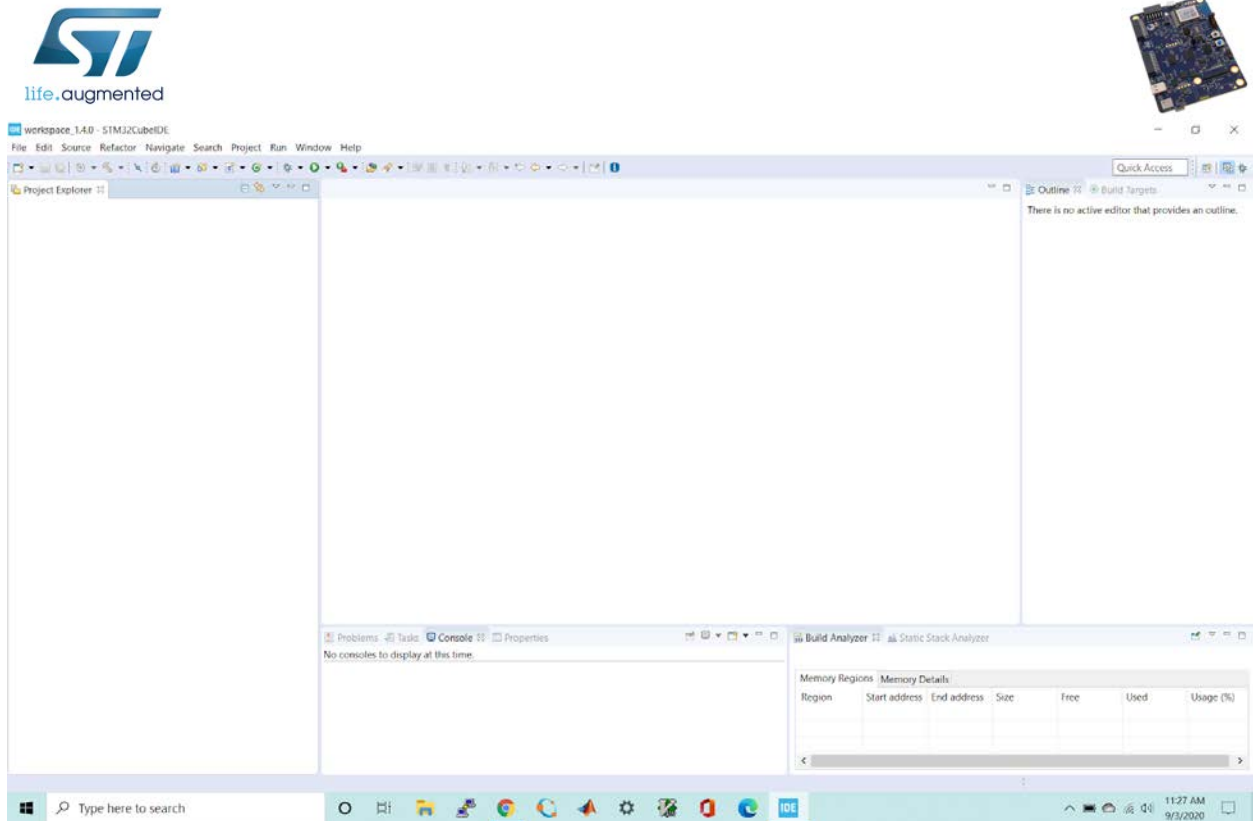 ST
life.augmented
IDE workspace_1.4.0 - STM32CubeIDE
File Edit Source Refactor Navigate Search Project Run Window Help
Quick Access
Project Explorer
Outline Build Targets
There is no active editor that provides an outline.
Problems Tasks Console Properties
No consoles to display at this time.
Build Analyzer Static Stack Analyzer
Memory Regions Memory Details
Region Start address End address Size Free Used Usage (%)
Type here to search
IDE
11:27 AM
9/3/2020